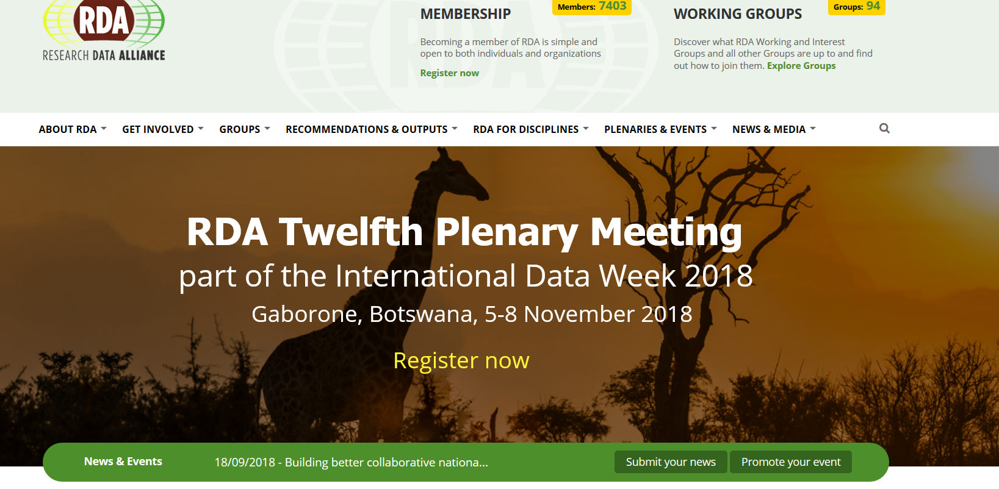 RDA
RESEARCH DATA ALLIANCE
MEMBERSHIP
Members: 7403
Becoming a member of RDA is simple and
open to both individuals and organizations
Register now
WORKING GROUPS
Groups: 94
Discover what RDA Working and Interest
Groups and all other Groups are up to and find
out how to join them. Explore Groups
RDA
ABOUT RDA GET INVOLVED GROUPS RECOMMENDATIONS & OUTPUTS RDA FOR DISCIPLINES PLENARIES & EVENTS NEWS & MEDIA
RDA Twelfth Plenary Meeting
part of the International Data Week 2018
Gaborone, Botswana, 5-8 November 2018
Register now
News & Events 18/09/2018 - Building better collaborative nationa... Submit your news Promote your event